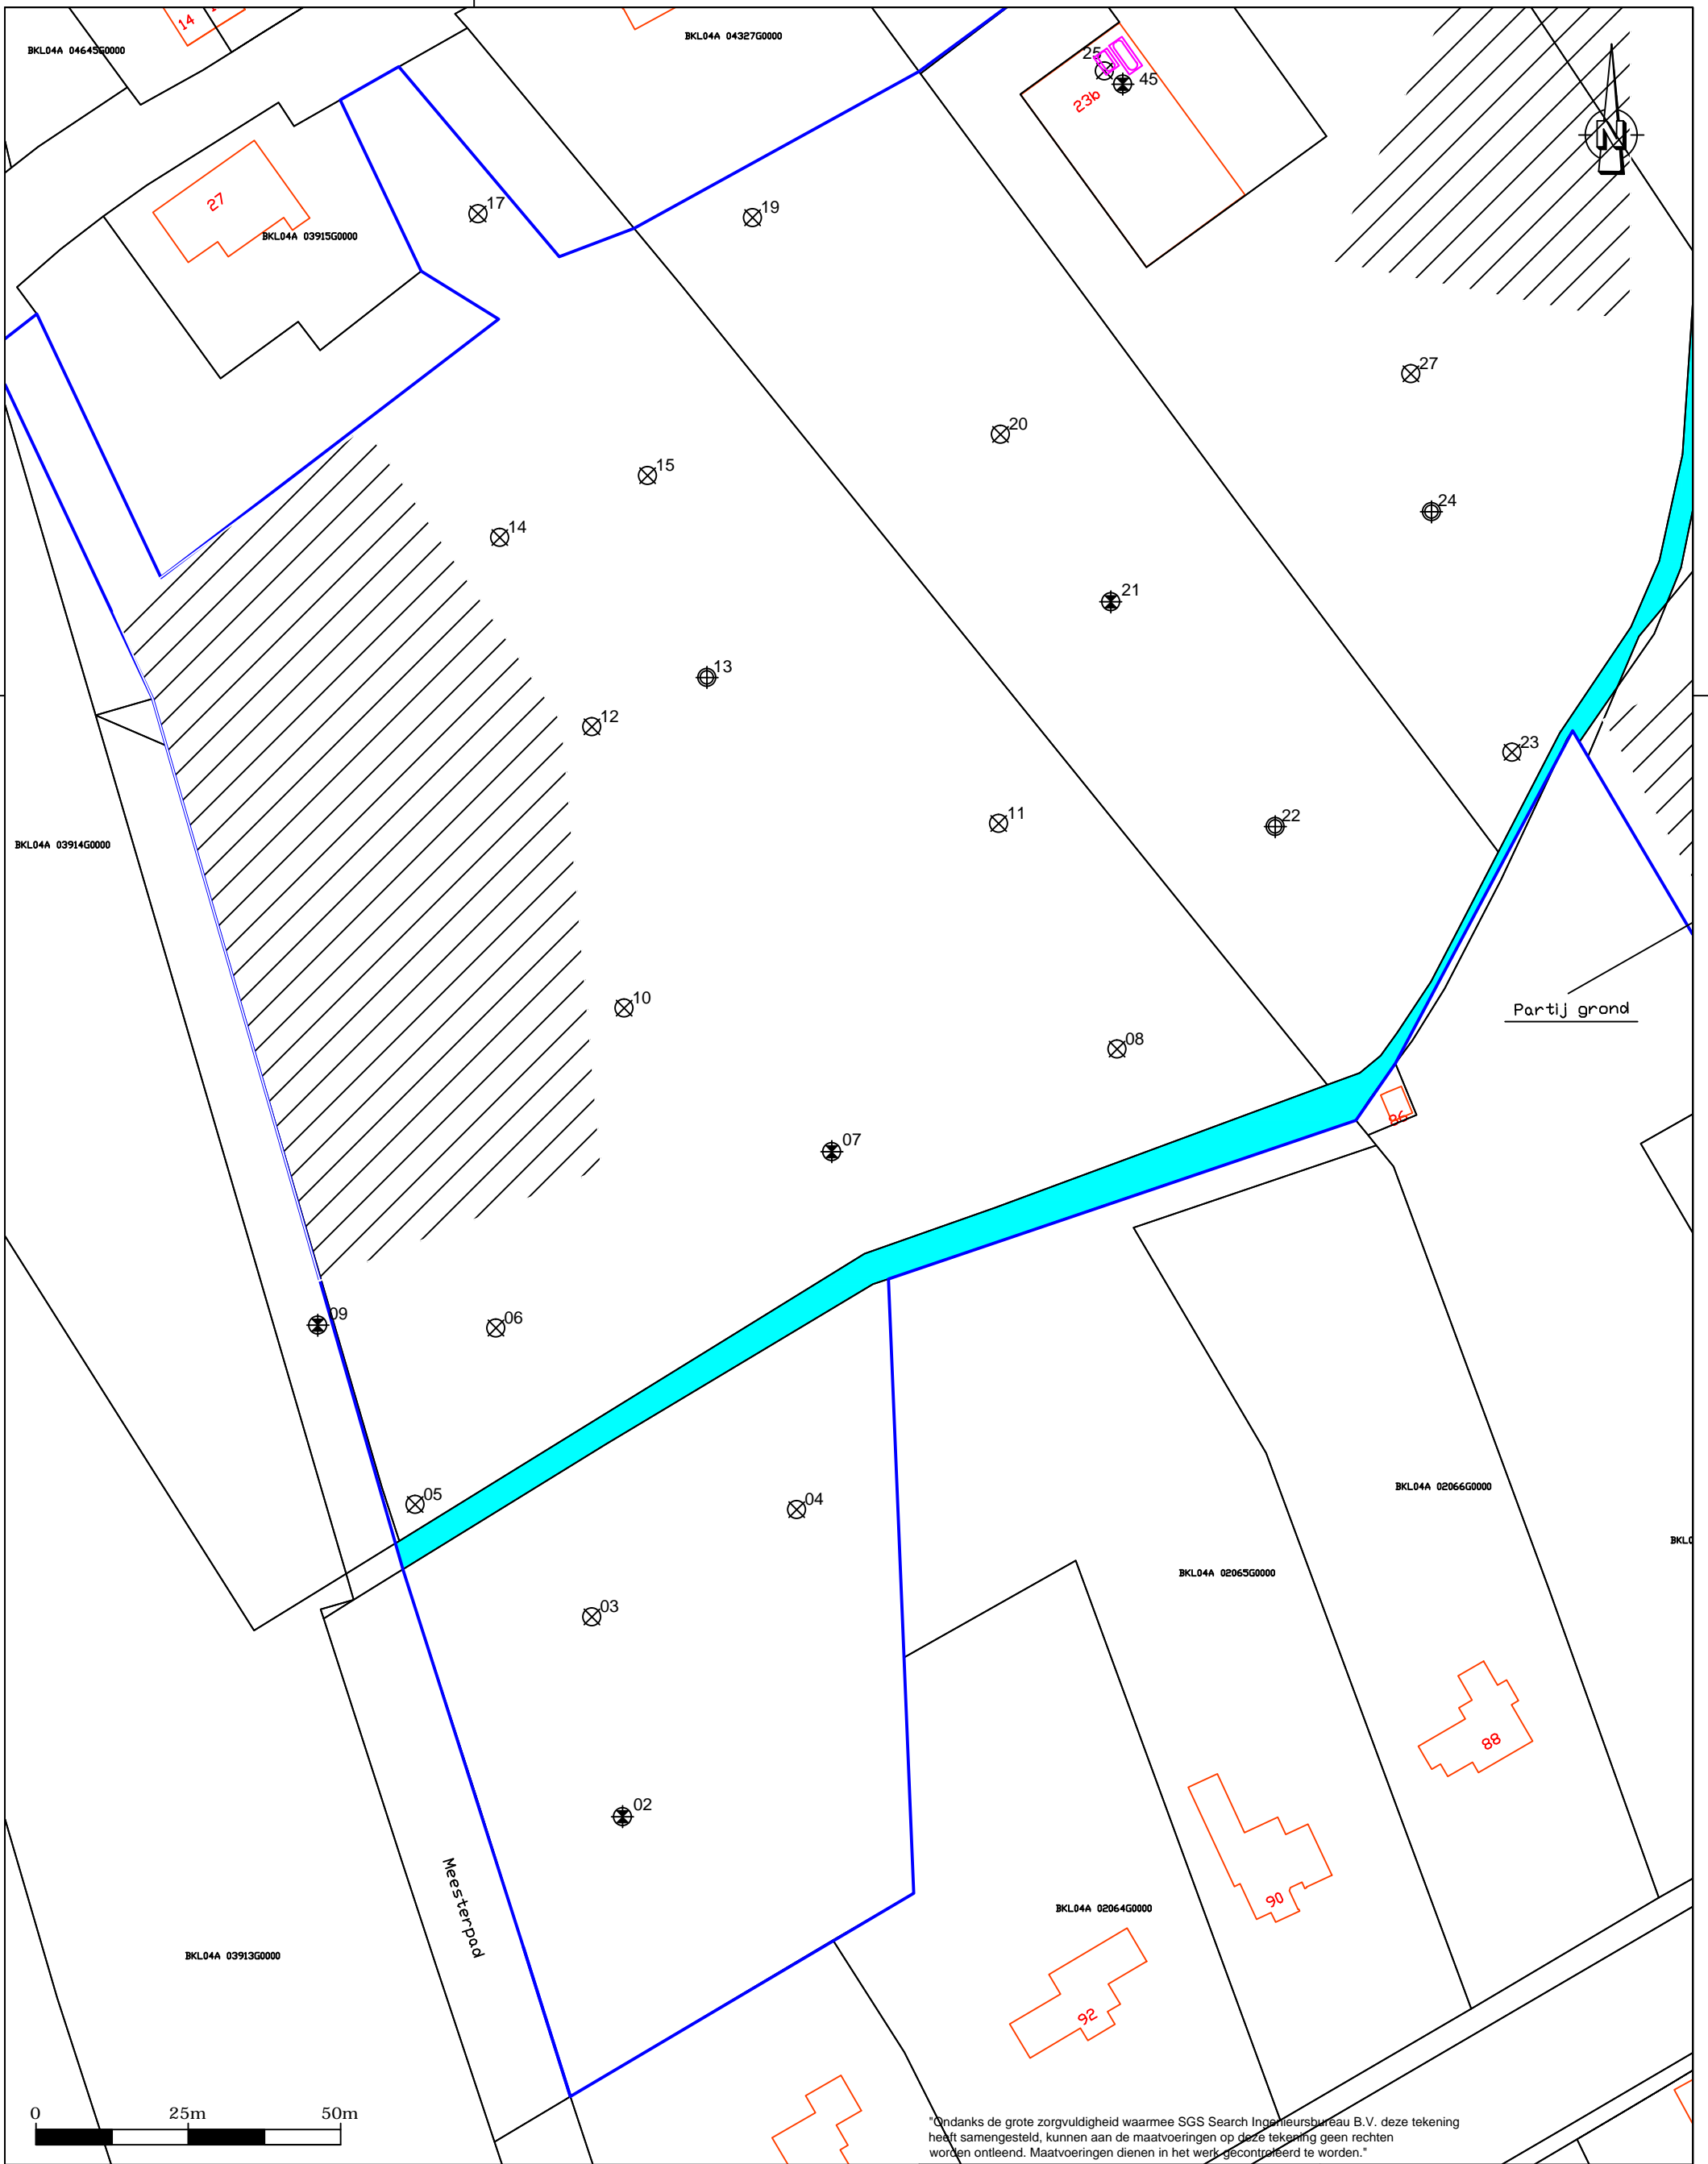 14
BKL04A 04645G0000
BKL04A 04327G0000
25
45
23b
N
27
BKL04A 03915G0000
17
19
27
20
15
24
14
21
13
12
23
11
22
BKL04A 03914G0000
10
Partij grond
08
86
07
09
06
05
04
BKL04A 02066G0000
BKL04A 02065G0000
03
88
02
90
Meesterpad
BKL04A 02064G0000
BKL04A 03913G0000
92
0 25m 50m
"Ondanks de grote zorgvuldigheid waarmee SGS Search Ingenieursbureau B.V. deze tekening
heeft samengesteld, kunnen aan de maatvoeringen op deze tekening geen rechten
worden ontleend. Maatvoeringen dienen in het werk gecontroleerd te worden."